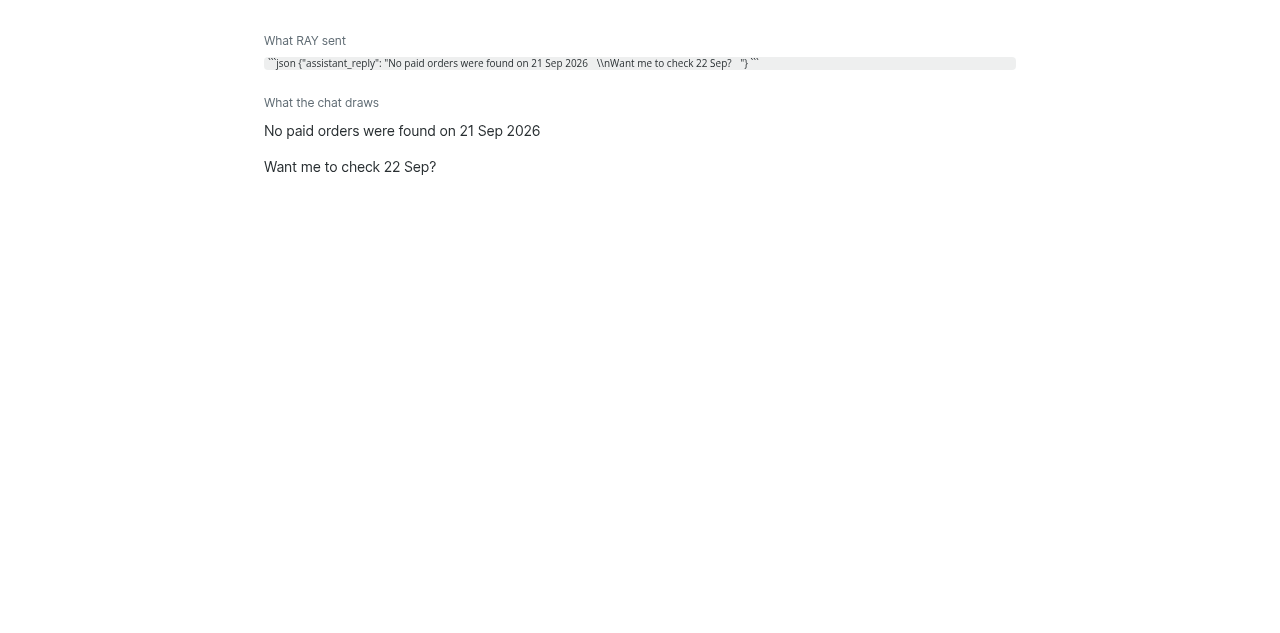 What RAY sent
```json {"assistant_reply": "No paid orders were found on 21 Sep 2026   \\nWant me to check 22 Sep?   "} ```
What the chat draws
No paid orders were found on 21 Sep 2026
Want me to check 22 Sep?